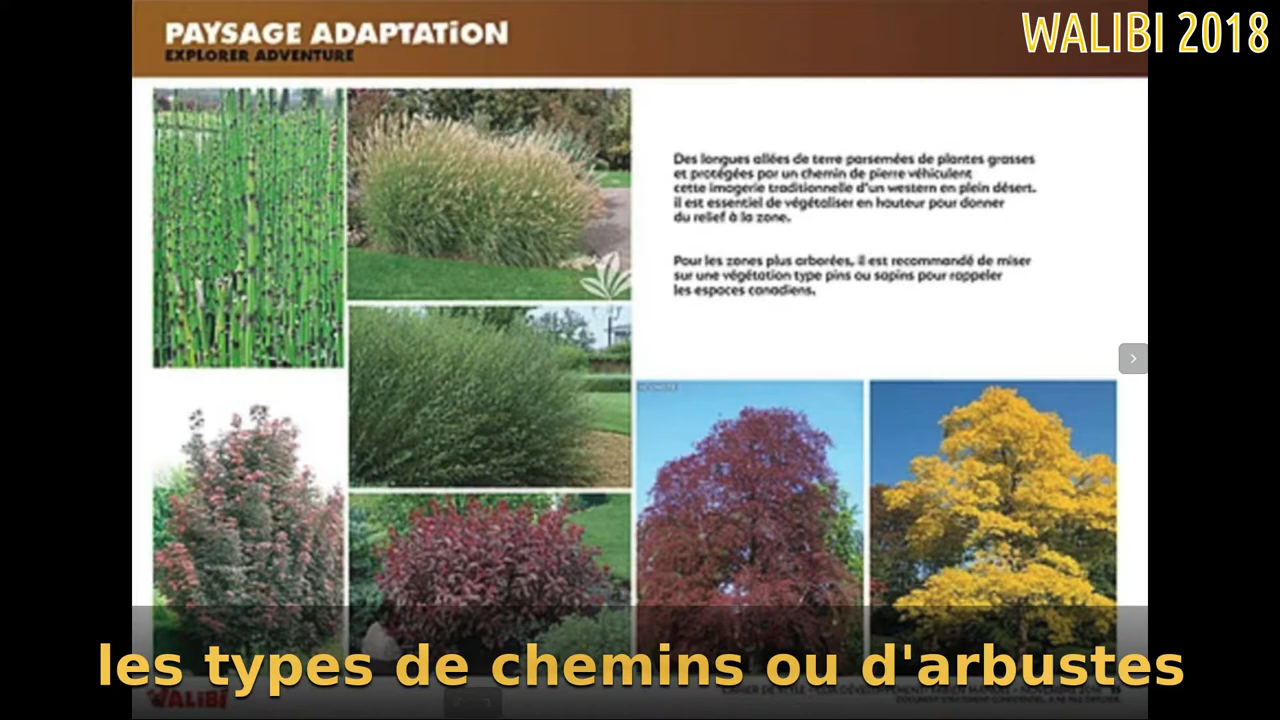 WALIBI 2018
PAYSAGE ADAPTATiON
EXPLORER ADVENTURE
Des longues allées de terre parsemées de plantes grasses
et protégées par un chemin de pierre véhiculent
cette imagerie traditionnelle d'un western en plein désert.
il est essentiel de végétaliser en hauteur pour donner
du relief à la zone.
Pour les zones plus arborées, il est recommandé de miser
sur une végétation type pins ou sapins pour rappeler
les espaces canadiens.
les types de chemins ou d'arbustes
WALIBI